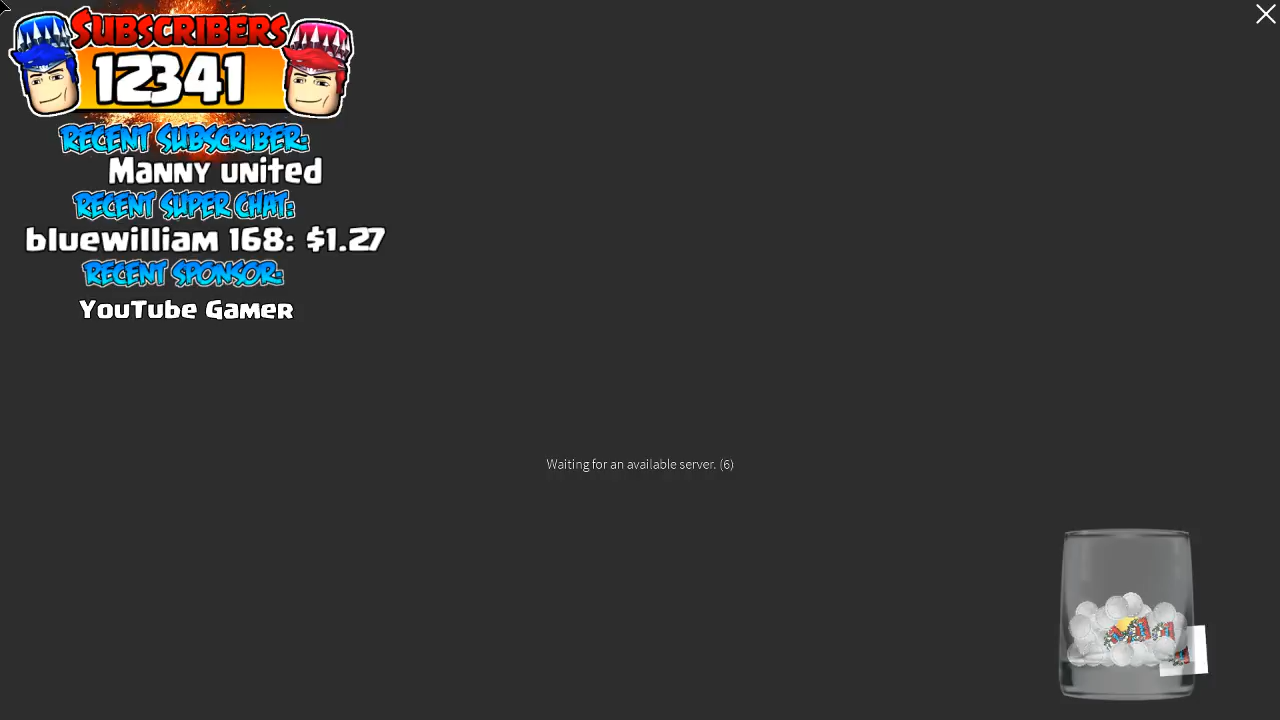 SUBSCRIBERS
12341
RECENT SUBSCRIBER:
Manny united
RECENT SUPER CHAT:
bluewilliam 168: $1.27
RECENT SPONSOR:
YouTube Gamer
Waiting for an available server. (6)